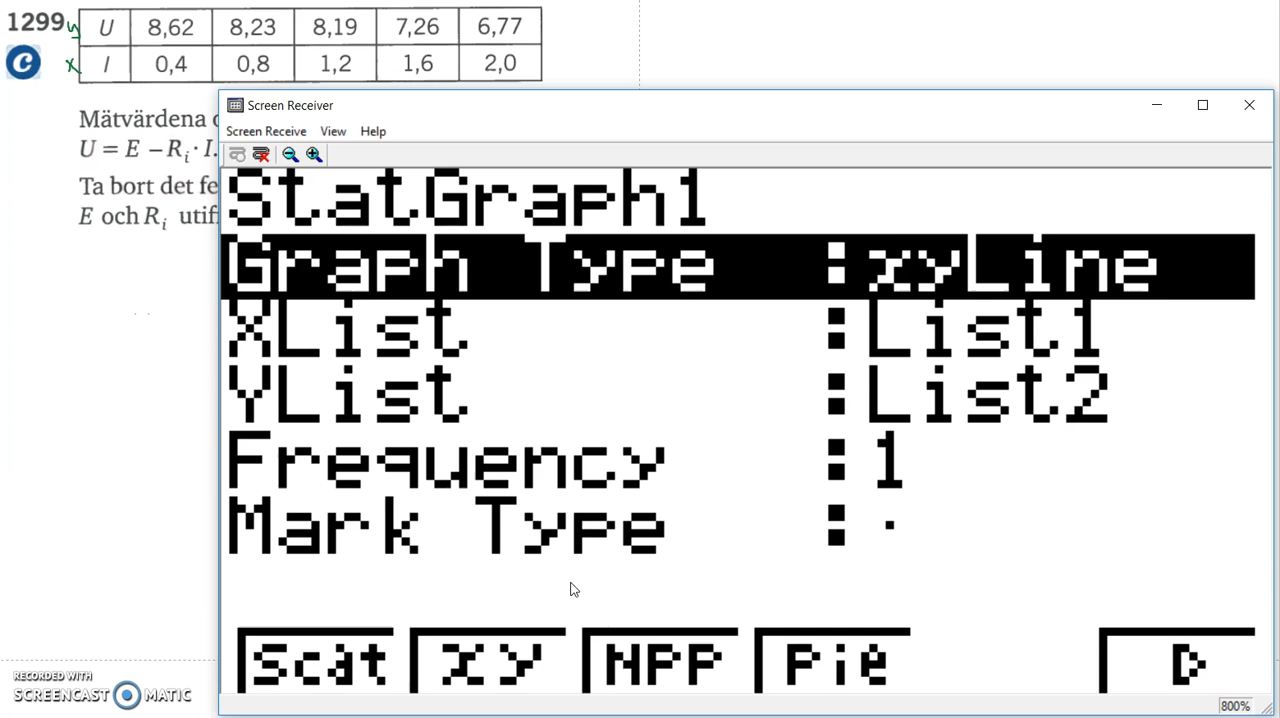 1299 y U 8,62 8,23 8,19 7,26 6,77
C x I 0,4 0,8 1,2 1,6 2,0
Mätvärdena
U = E – Ri · I.
Ta bort det fe
E och Ri utif
Screen Receiver
Screen Receive View Help
StatGraph1
Graph Type : xyLine
XList : List1
YList : List2
Frequency : 1
Mark Type : ·
Scat xy NPP Pie D
800%
RECORDED WITH
SCREENCAST MATIC